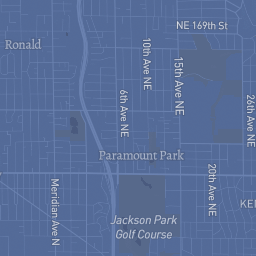 NE 169th St
Ronald
10th Ave NE
15th Ave NE
6th Ave NE
26th Ave NE
Paramount Park
20th Ave NE
Meridian Ave N
KE
Jackson Park
Golf Course